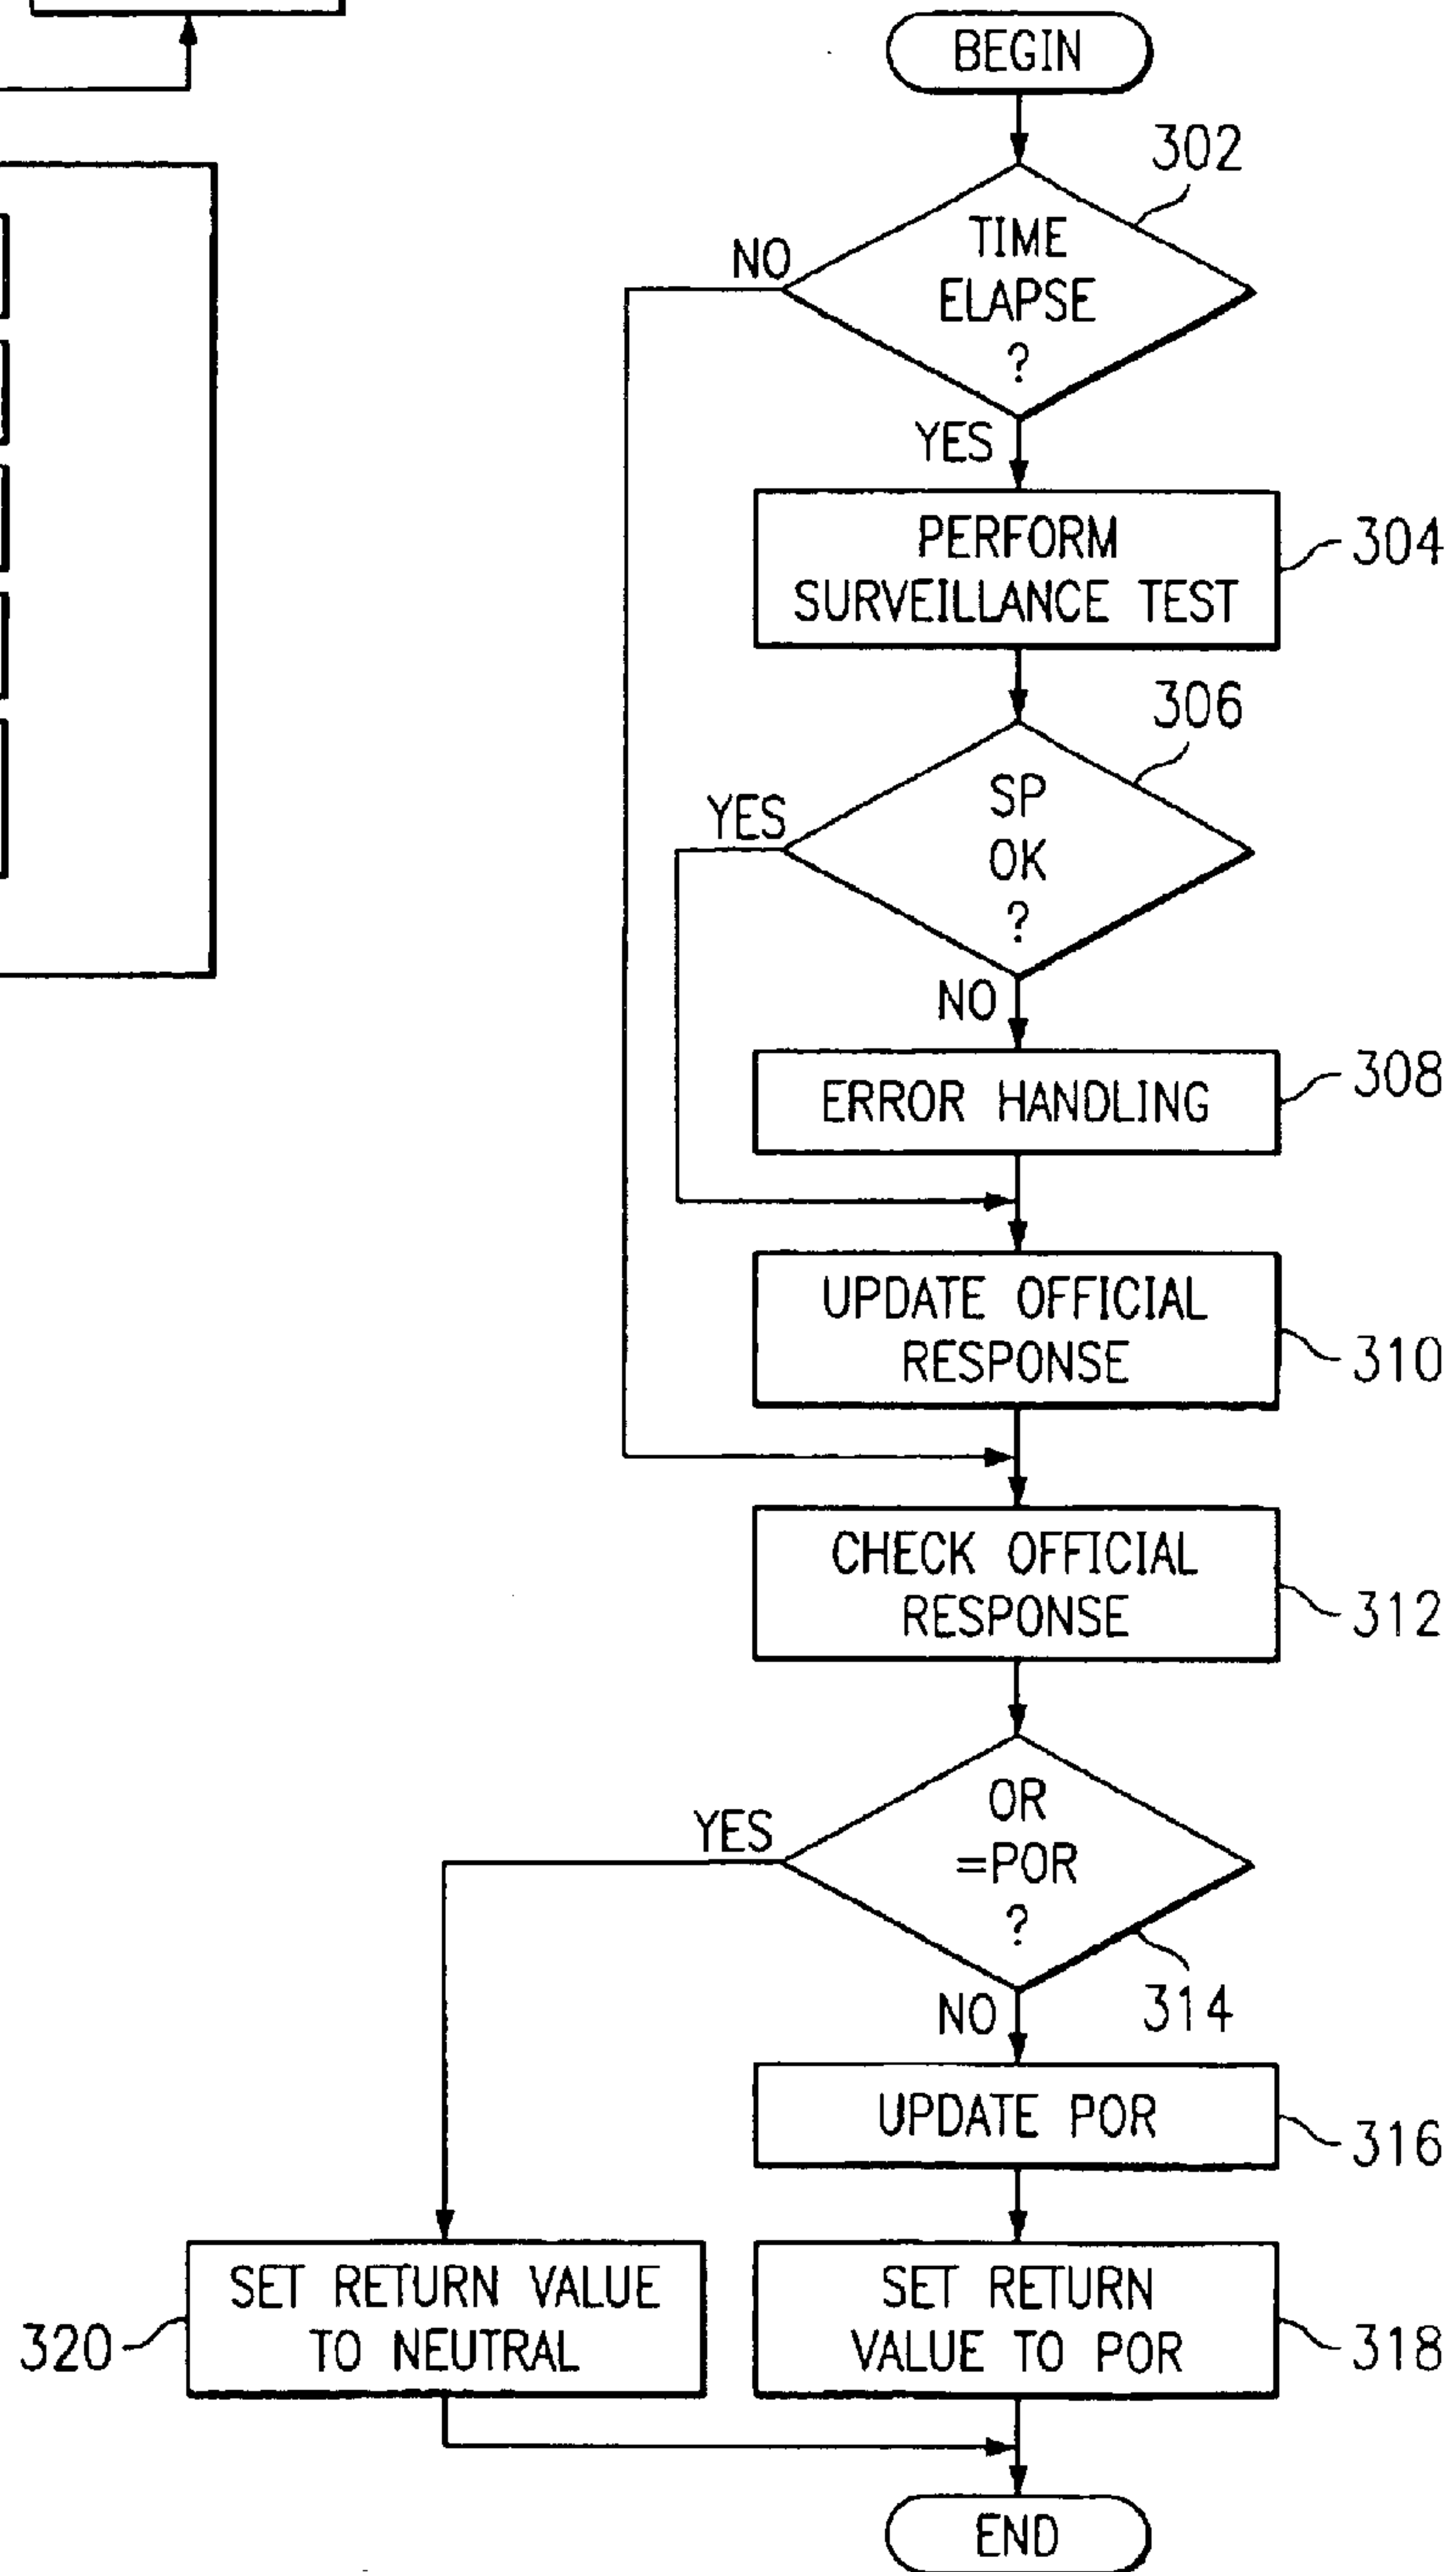 BEGIN
302
TIME
ELAPSE
?
NO
YES
PERFORM
SURVEILLANCE TEST
304
306
SP
OK
?
YES
NO
ERROR HANDLING
308
UPDATE OFFICIAL
RESPONSE
310
CHECK OFFICIAL
RESPONSE
312
OR
=POR
?
YES
NO
314
UPDATE POR
316
SET RETURN VALUE
TO NEUTRAL
320
SET RETURN
VALUE TO POR
318
END